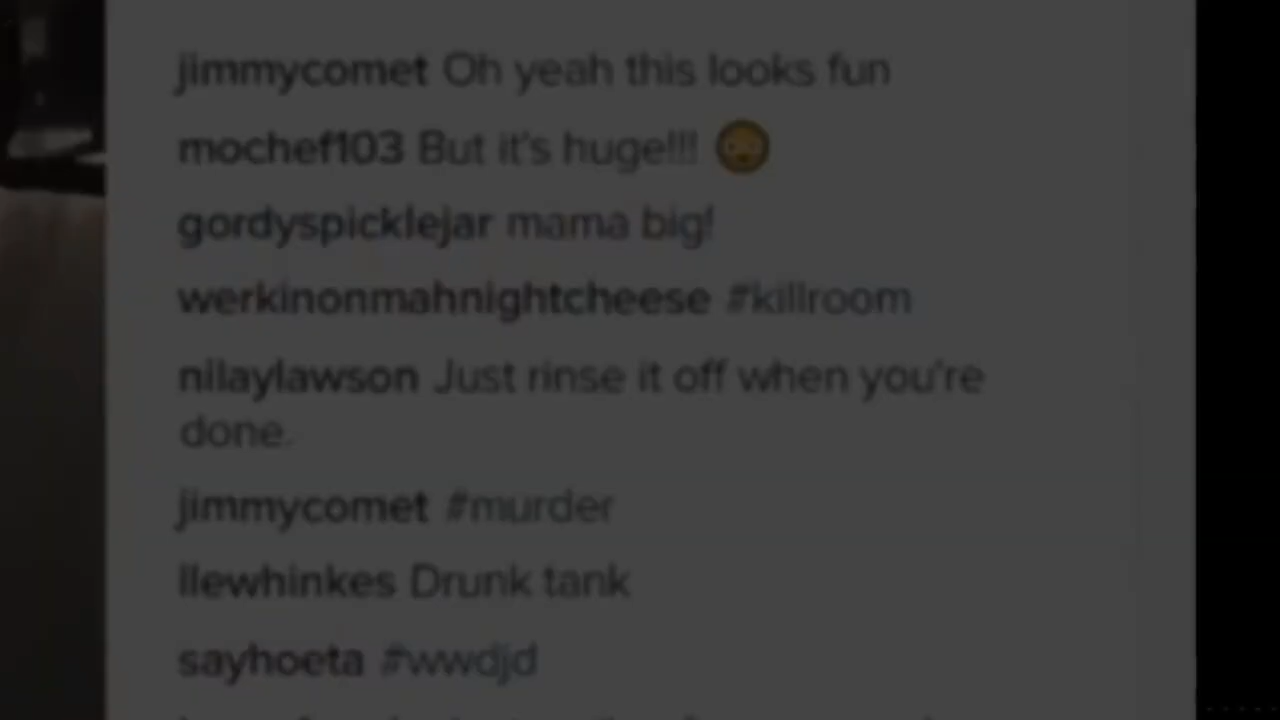 jimmycomet Oh yeah this looks fun
mochef103 But it's huge!!! 😳
gordyspicklejar mama big!
werkinonmahnightcheese #killroom
nilaylawson Just rinse it off when you're
done.
jimmycomet #murder
llewhinkes Drunk tank
sayhoeta #wwdjd